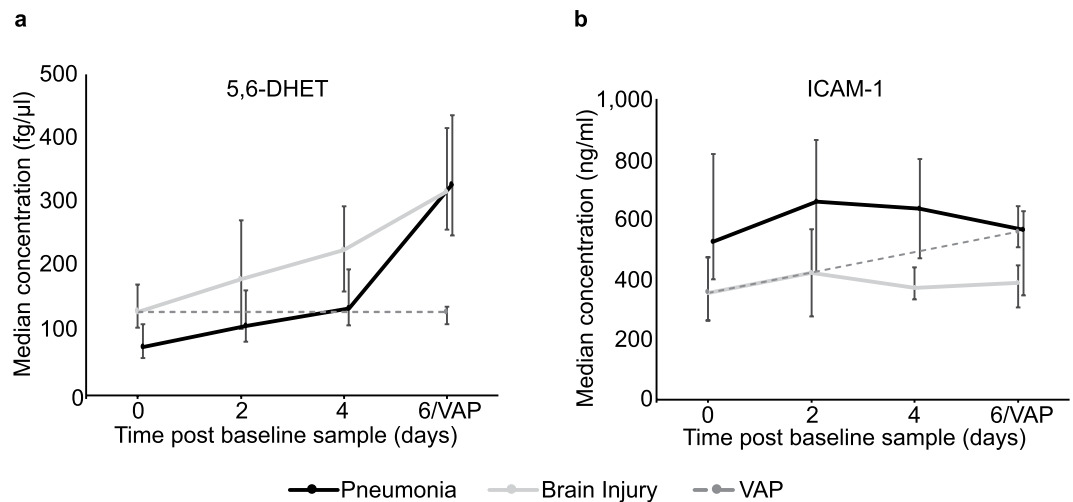 a
5,6-DHET
Median concentration (fg/µl)
500
400
300
200
100
0
0 2 4 6/VAP
Time post baseline sample (days)
b
ICAM-1
Median concentration (ng/ml)
1,000
800
600
400
200
0
0 2 4 6/VAP
Time post baseline sample (days)
Pneumonia Brain Injury VAP